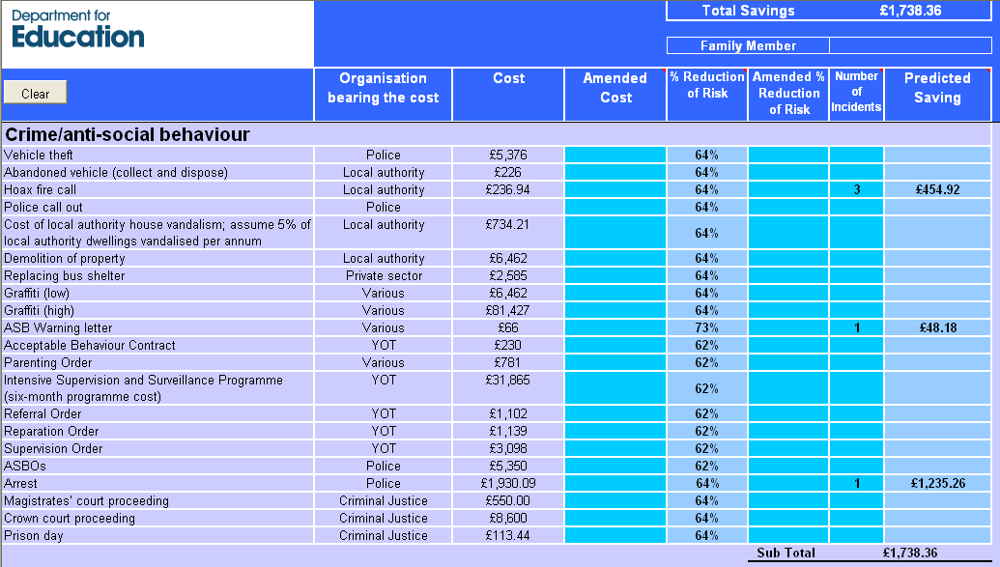 Department for
Education
Total Savings £1,738.36
Family Member
Clear
Organisation bearing the cost Cost Amended Cost % Reduction of Risk Amended % Reduction of Risk Number of Incidents Predicted Saving
Crime/anti-social behaviour
Vehicle theft Police £5,376 64%
Abandoned vehicle (collect and dispose) Local authority £226 64%
Hoax fire call Local authority £236.94 64% 3 £454.92
Police call out Police 64%
Cost of local authority house vandalism; assume 5% of Local authority £734.21 64%
local authority dwellings vandalised per annum
Demolition of property Local authority £6,462 64%
Replacing bus shelter Private sector £2,585 64%
Graffiti (low) Various £6,462 64%
Graffiti (high) Various £81,427 64%
ASB Warning letter Various £66 73% 1 £48.18
Acceptable Behaviour Contract YOT £230 62%
Parenting Order Various £781 62%
Intensive Supervision and Surveillance Programme YOT £31,865 62%
(six-month programme cost)
Referral Order YOT £1,102 62%
Reparation Order YOT £1,139 62%
Supervision Order YOT £3,098 62%
ASBOs Police £5,350 62%
Arrest Police £1,930.09 64% 1 £1,235.26
Magistrates' court proceeding Criminal Justice £550.00 64%
Crown court proceeding Criminal Justice £8,600 64%
Prison day Criminal Justice £113.44 64%
Sub Total £1,738.36